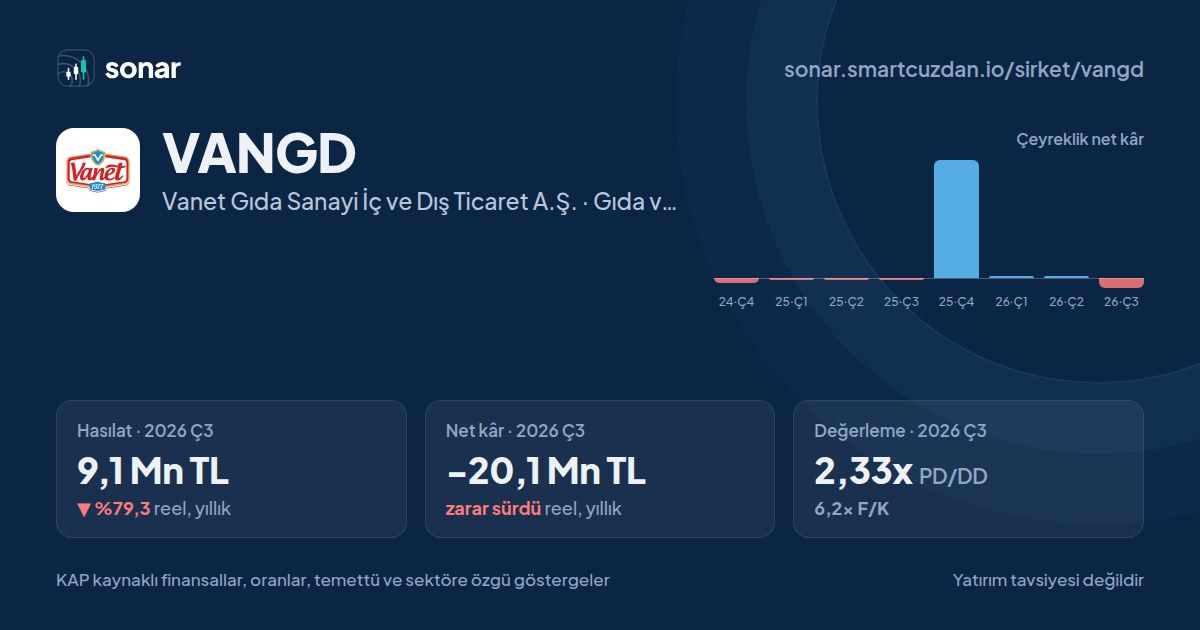 sonar
sonar.smartcuzdan.io/sirket/vangd
Vanet
1977
VANGD
Vanet Gıda Sanayi İç ve Dış Ticaret A.Ş. · Gıda v...
Çeyreklik net kâr
24·Ç4 25·Ç1 25·Ç2 25·Ç3 25·Ç4 26·Ç1 26·Ç2 26·Ç3
Hasılat · 2026 Ç3
9,1 Mn TL
▼ %79,3 reel, yıllık
Net kâr · 2026 Ç3
-20,1 Mn TL
zarar sürdü reel, yıllık
Değerleme · 2026 Ç3
2,33x PD/DD
6,2× F/K
KAP kaynaklı finansallar, oranlar, temettü ve sektöre özgü göstergeler
Yatırım tavsiyesi değildir